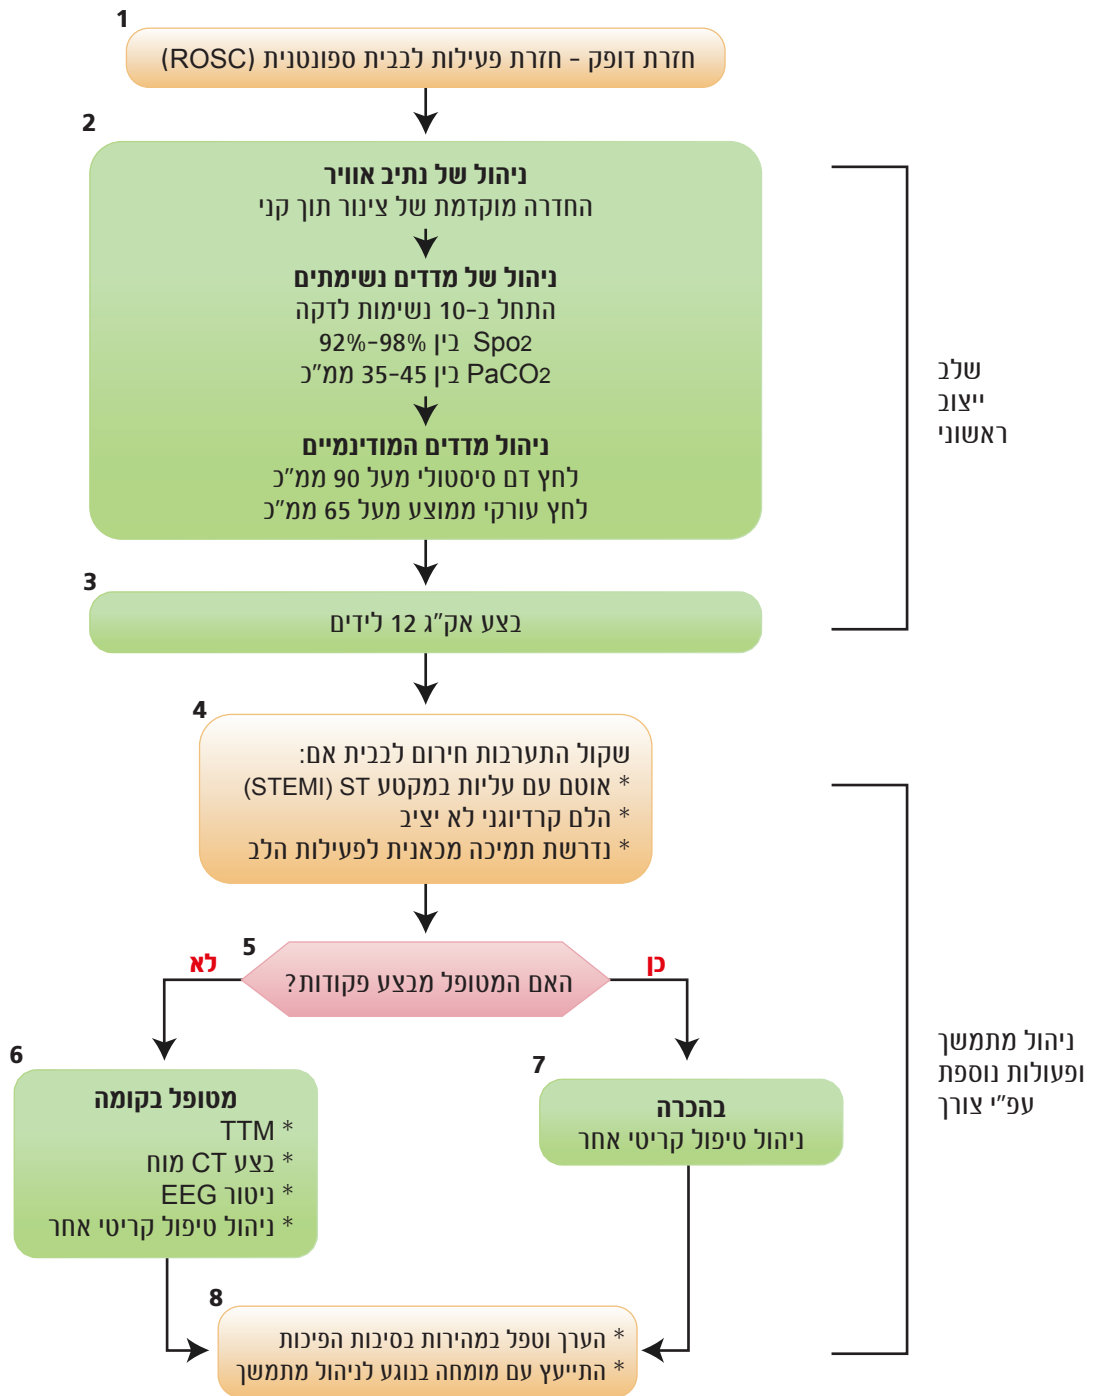 1
חזרת דופק - חזרת פעילות לבבית ספונטנית (ROSC)
2
ניהול של נתיב אוויר
החדרה מוקדמת של צינור תוך קני
ניהול של מדדים נשימתים
התחל ב-10 נשימות לדקה
Spo2 בין 92%-98%
PaCO2 בין 35-45 ממ"כ
ניהול מדדים המודינמיים
לחץ דם סיסטולי מעל 90 ממ"כ
לחץ עורקי ממוצע מעל 65 ממ"כ
שלב
ייצוב
ראשוני
3
בצע אק"ג 12 לידים
4
שקול התערבות חירום לבבית אם:
* אוטם עם עליות במקטע ST (STEMI)
* הלם קרדיוגני לא יציב
* נדרשת תמיכה מכאנית לפעילות הלב
5
האם המטופל מבצע פקודות?
כן
לא
ניהול מתמשך
ופעולות נוספת
עפ"י צורך
6
מטופל בקומה
* TTM
* בצע CT מוח
* ניטור EEG
* ניהול טיפול קריטי אחר
7
בהכרה
ניהול טיפול קריטי אחר
8
* הערך וטפל במהירות בסיבות הפיכות
* התייעץ עם מומחה בנוגע לניהול מתמשך